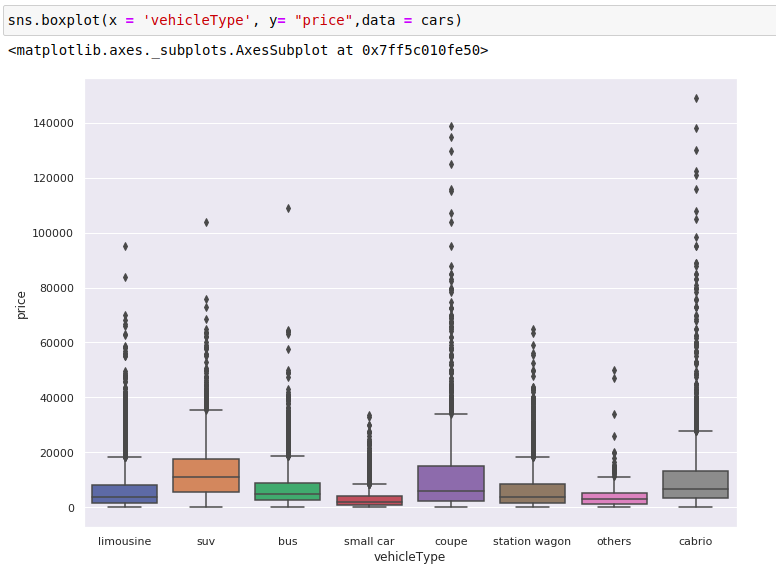 sns.boxplot(x = 'vehicleType', y= "price",data = cars)
<matplotlib.axes._subplots.AxesSubplot at 0x7ff5c010fe50>
140000
120000
100000
80000
60000
40000
20000
0
price
limousine suv bus small car coupe station wagon others cabrio
vehicleType